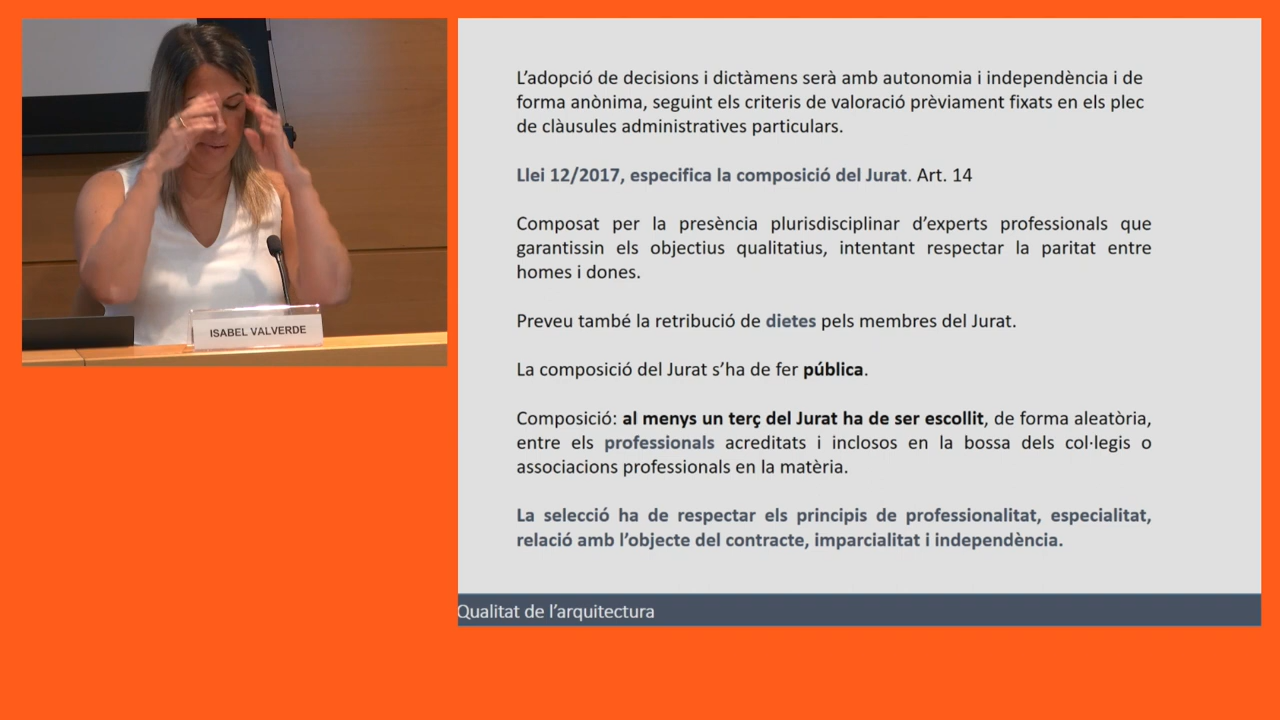 ISABEL VALVERDE
L’adopció de decisions i dictàmens serà amb autonomia i independència i de
forma anònima, seguint els criteris de valoració prèviament fixats en els plec
de clàusules administratives particulars.
Llei 12/2017, especifica la composició del Jurat. Art. 14
Composat per la presència plurisdisciplinar d’experts professionals que
garantissin els objectius qualitatius, intentant respectar la paritat entre
homes i dones.
Preveu també la retribució de dietes pels membres del Jurat.
La composició del Jurat s’ha de fer pública.
Composició: al menys un terç del Jurat ha de ser escollit, de forma aleatòria,
entre els professionals acreditats i inclosos en la bossa dels col·legis o
associacions professionals en la matèria.
La selecció ha de respectar els principis de professionalitat, especialitat,
relació amb l’objecte del contracte, imparcialitat i independència.
Qualitat de l’arquitectura